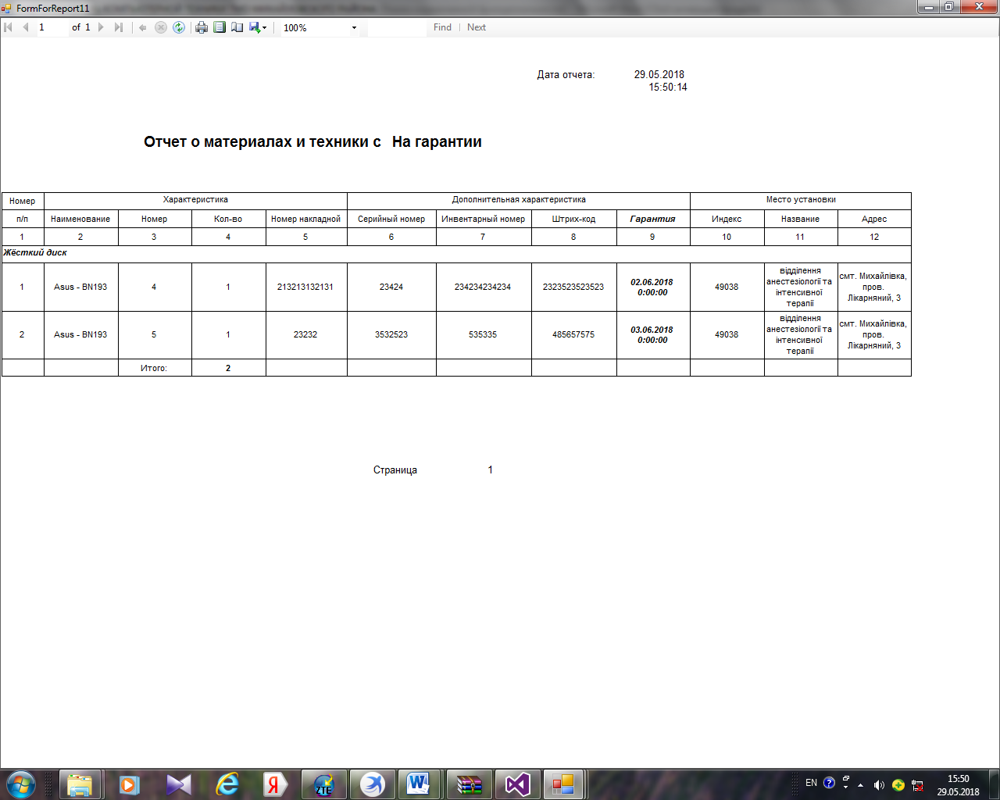 FormForReport11
1 of 1 100% Find | Next
Дата отчета: 29.05.2018
15:50:14
Отчет о материалах и техники с На гарантии
Номер Характеристика Дополнительная характеристика Место установки
п/п Наименование Номер Кол-во Номер накладной Серийный номер Инвентарный номер Штрих-код Гарантия Индекс Название Адрес
1 2 3 4 5 6 7 8 9 10 11 12
Жёсткий диск
1 Asus - BN193 4 1 213213132131 23424 234234234234 2323523523523 02.06.2018 0:00:00 49038 відділення анестезіології та інтенсивної терапії смт. Михайлівка, пров. Лікарняний, 3
2 Asus - BN193 5 1 23232 3532523 535335 485657575 03.06.2018 0:00:00 49038 відділення анестезіології та інтенсивної терапії смт. Михайлівка, пров. Лікарняний, 3
Итого: 2
Страница 1
Я ZTE W EN 15:50
29.05.2018